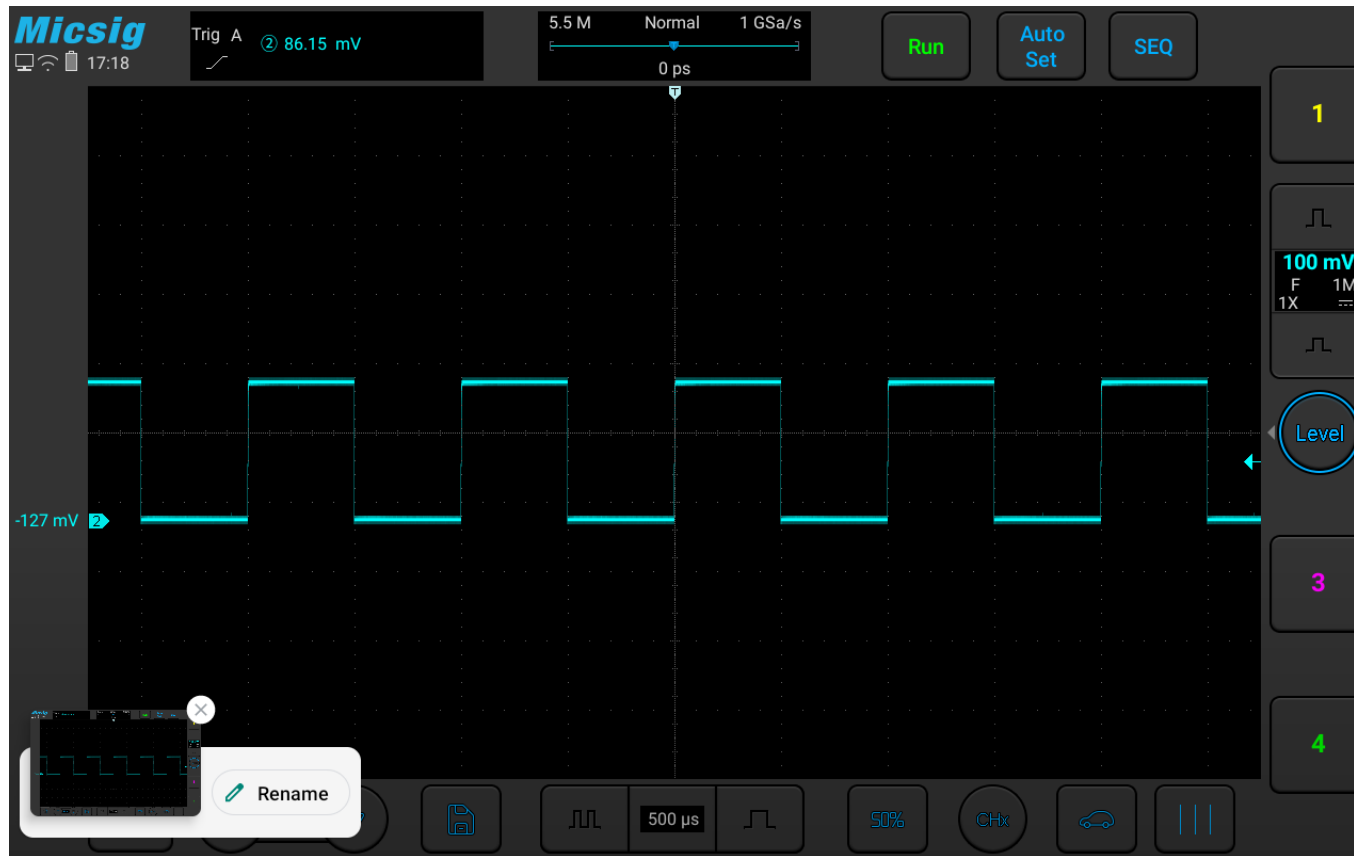 Micsig
17:18
Trig A ② 86.15 mV
5.5 M Normal 1 GSa/s
0 ps
Run
Auto
Set
SEQ
T
1
100 mV
F 1M
1X
Level
-127 mV 2
3
4
Rename
500 µs
50%
CHx